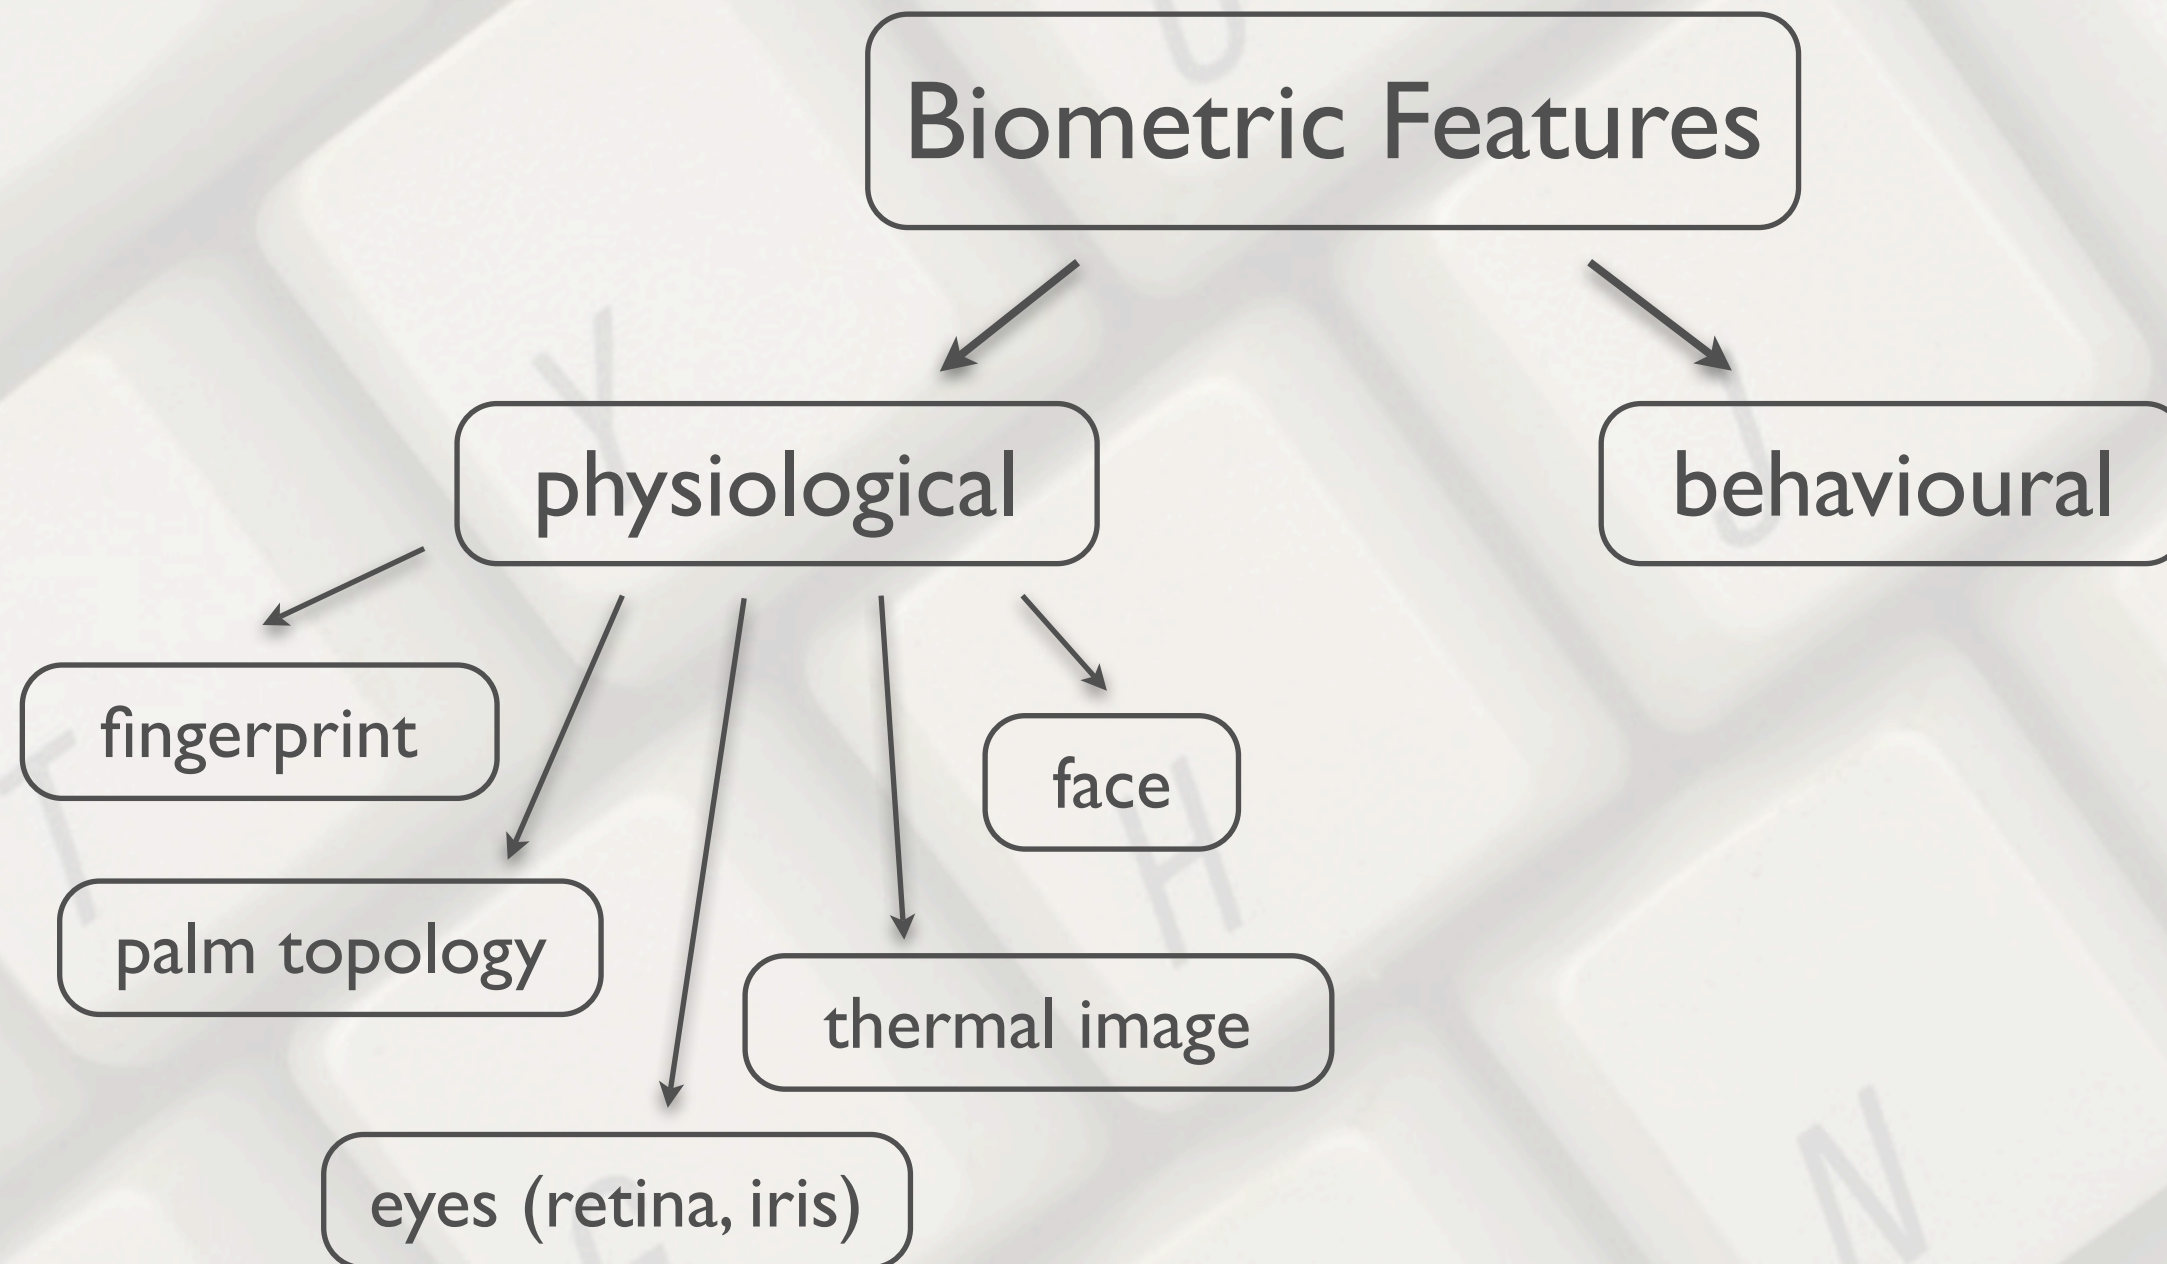 Biometric Features
physiological
behavioural
fingerprint
face
palm topology
thermal image
eyes (retina, iris)
Y
J
T
H
N